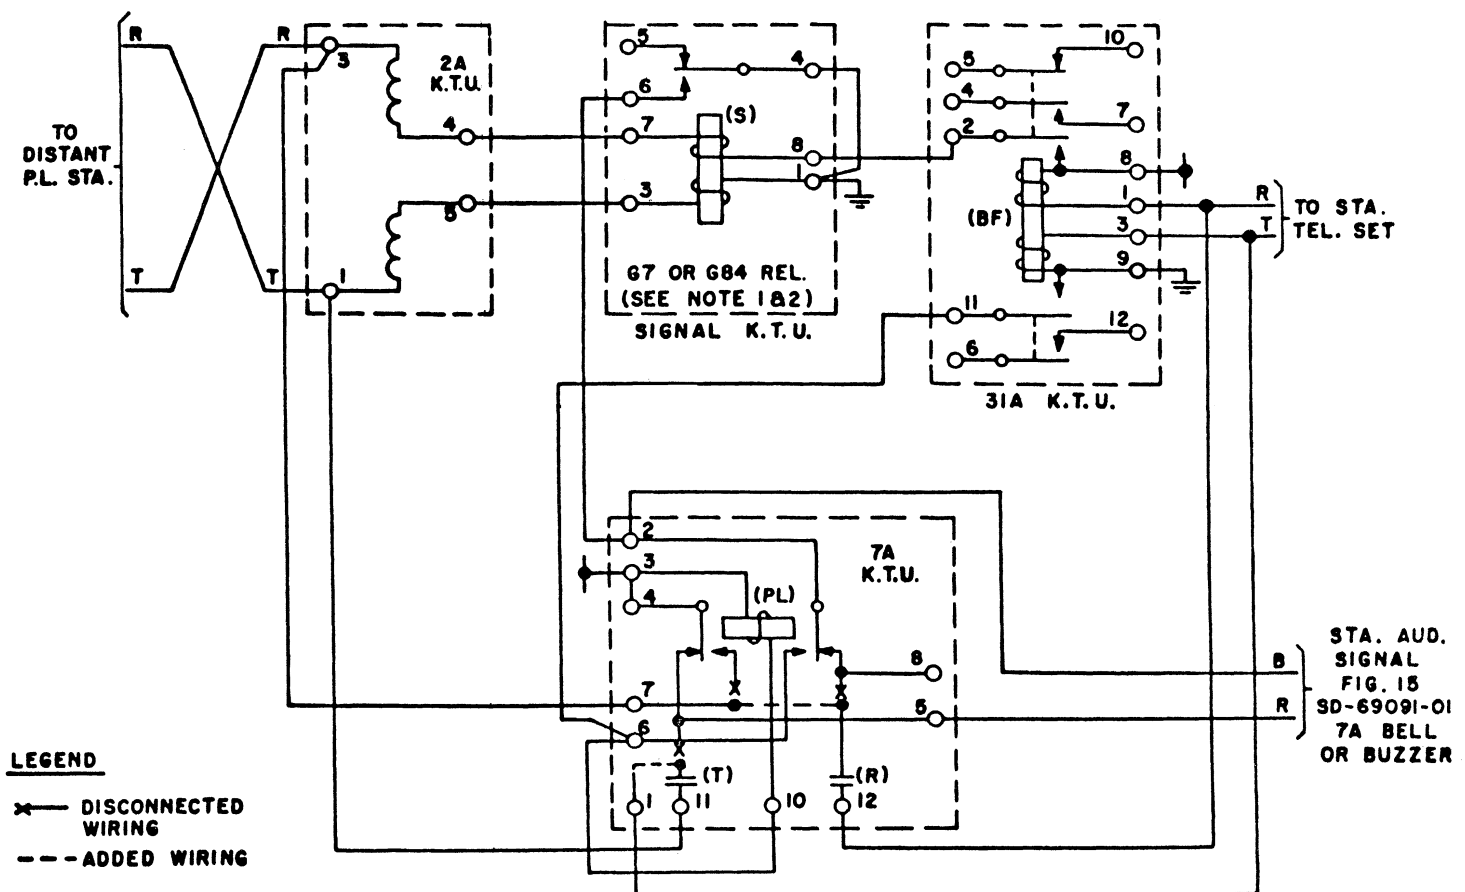 R
R
3
2A
K.T.U.
4
TO
DISTANT
P.L. STA.
5
T
T
1
5
4
6
(S)
7
8
1
3
G7 OR G84 REL.
(SEE NOTE 1&2)
SIGNAL K.T.U.
10
5
4
7
2
8
(BF)
1
R
TO STA.
TEL. SET
3
T
9
11
12
6
31A K.T.U.
2
7A
K.T.U.
3
4
(PL)
8
7
5
6
(T)
(R)
1
11
10
12
B
R
STA. AUD.
SIGNAL
FIG. 15
SD-69091-01
7A BELL
OR BUZZER
LEGEND
DISCONNECTED
WIRING
ADDED WIRING